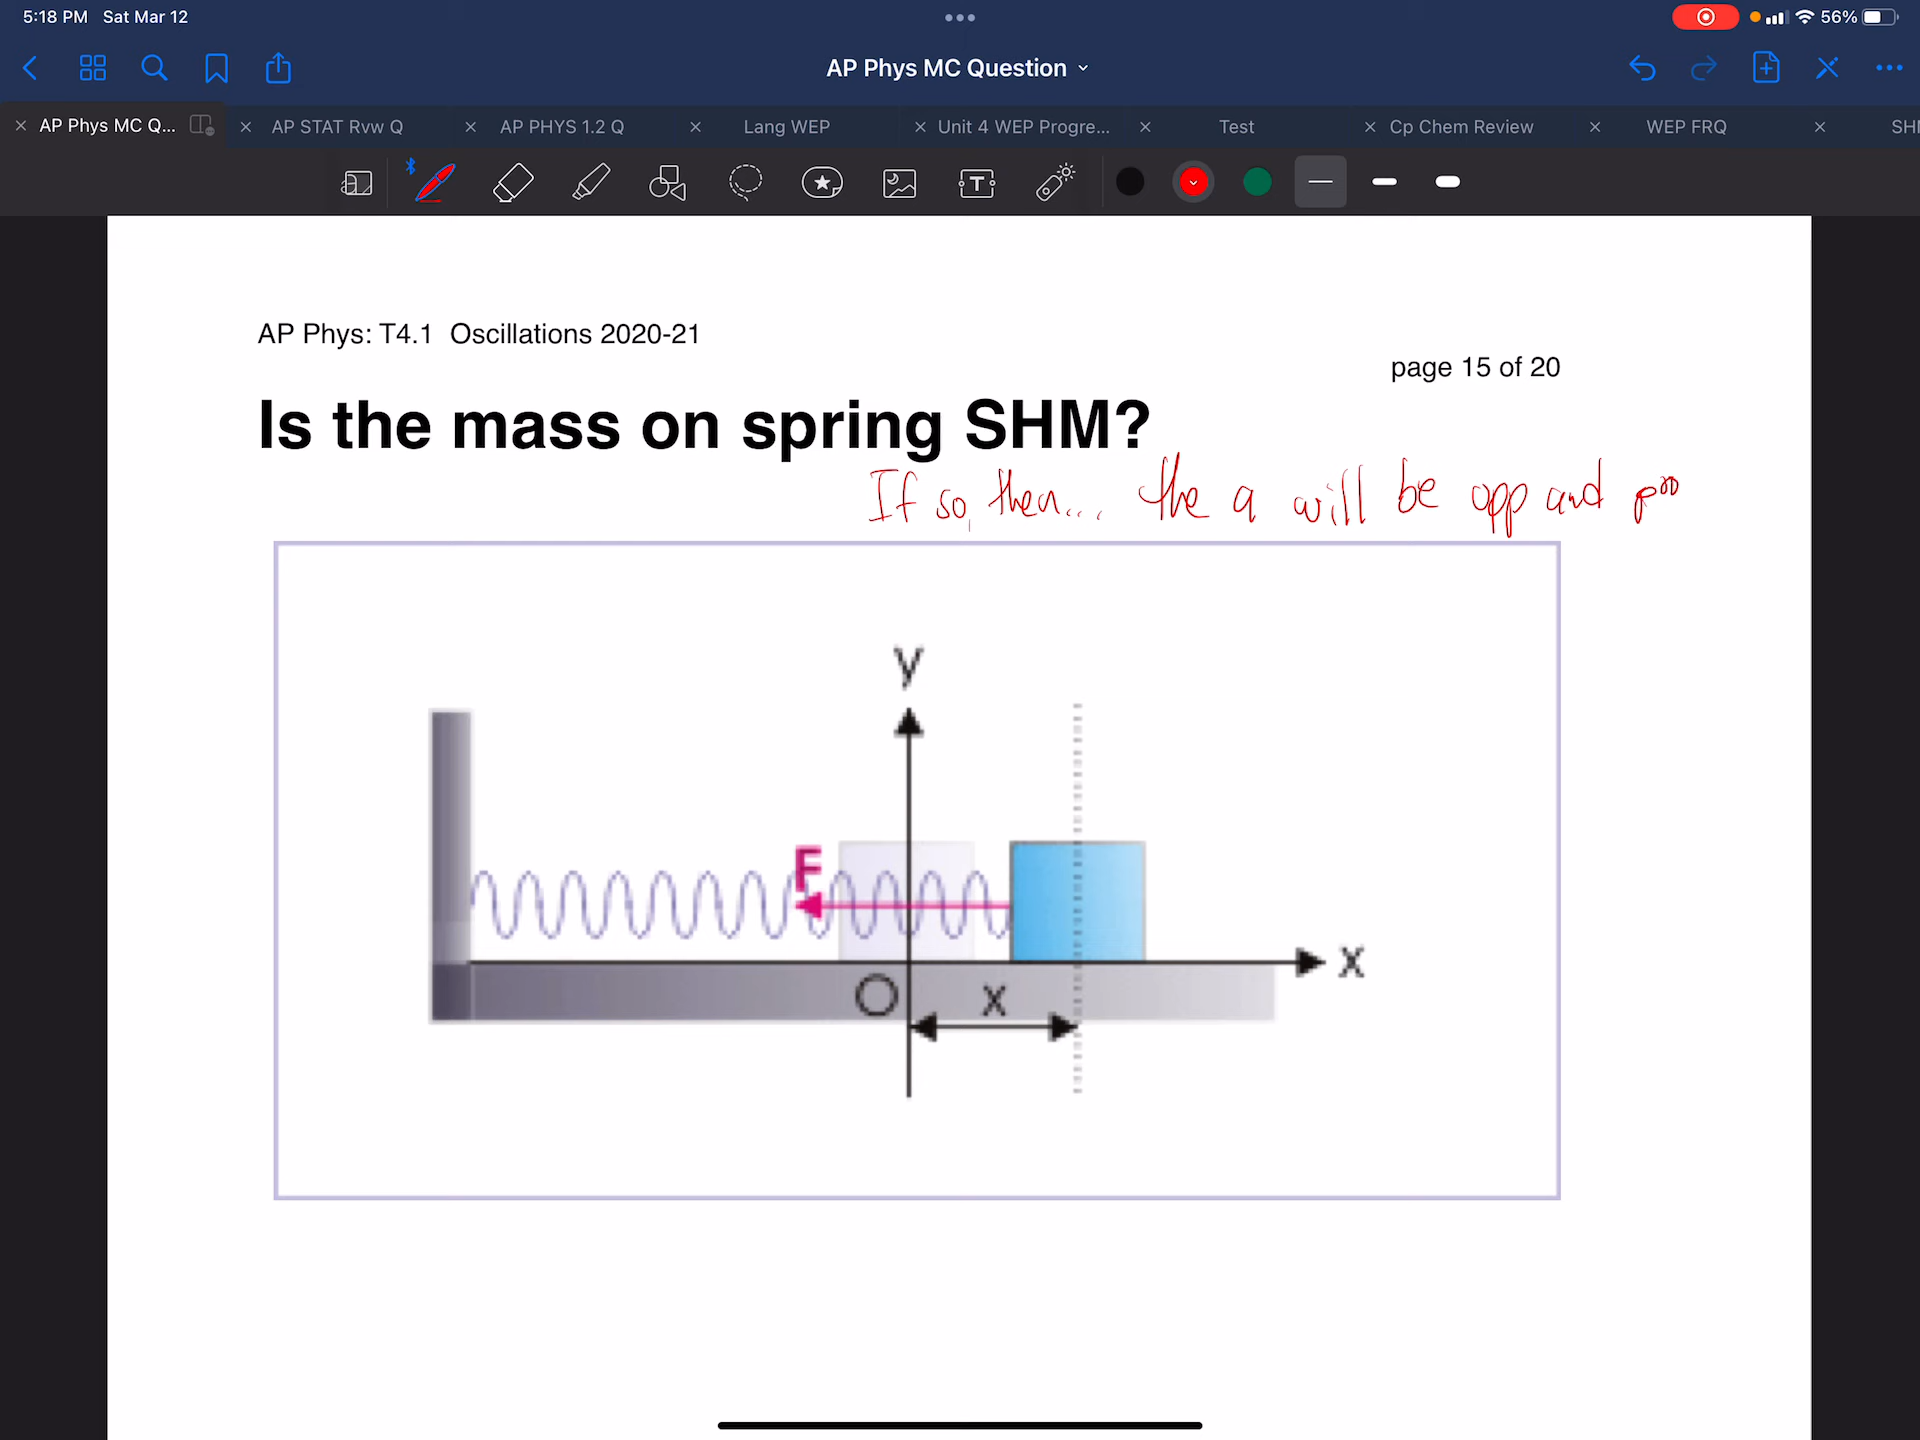 5:18 PM Sat Mar 12
56%
AP Phys MC Question
AP Phys MC Q...
AP STAT Rvw Q
AP PHYS 1.2 Q
Lang WEP
Unit 4 WEP Progre...
Test
Cp Chem Review
WEP FRQ
SHI
T
AP Phys: T4.1 Oscillations 2020-21
page 15 of 20
Is the mass on spring SHM?
If so, then... the a will be opp and
y
F
x
O x